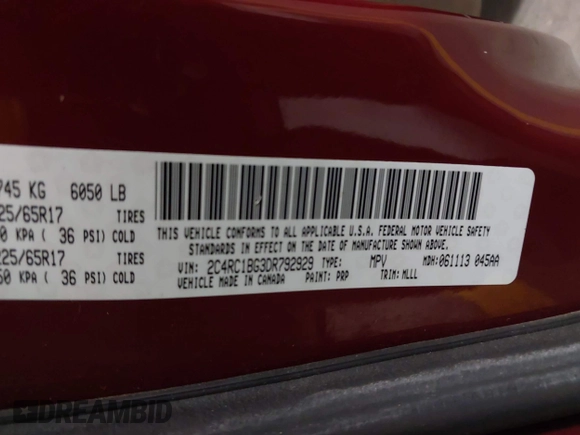 745 KG 6050 LB
25/65R17 TIRES
0 KPA ( 36 PSI) COLD
225/65R17 TIRES
50 KPA ( 36 PSI) COLD
THIS VEHICLE CONFORMS TO ALL APPLICABLE U.S.A. FEDERAL MOTOR VEHICLE SAFETY
STANDARDS IN EFFECT ON THE DATE OF MANUFACTURE SHOWN ABOVE.
VIN: 2C4RC1BG3DR792929 TYPE: MPV MDH: 061113 045AA
VEHICLE MADE IN CANADA PAINT: PRP TRIM: MLLL
DREAMBID